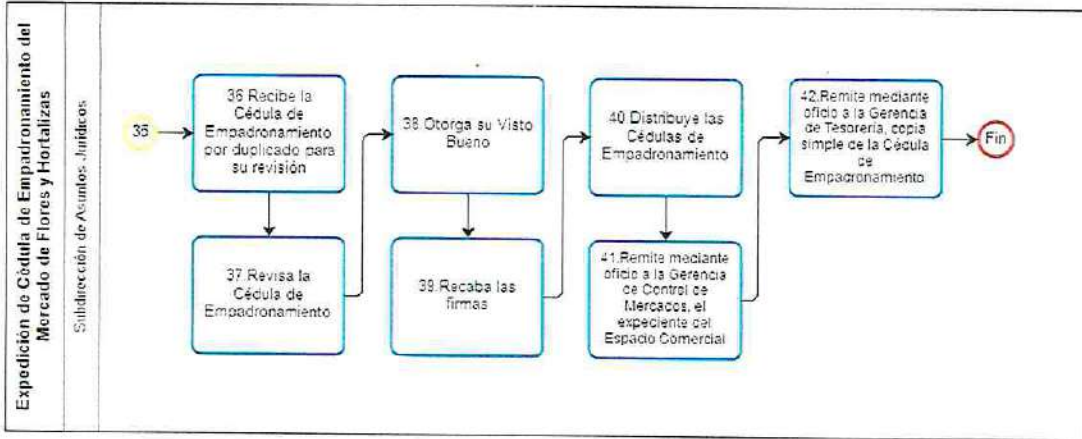 Expedición de Cédula de Empadronamiento del
Mercado de Flores y Hortalizas
Subdirección de Asuntos Jurídicos
35
36.Recibe la
Cédula de
Empadronamiento
por duplicado para
su revisión
37.Revisa la
Cédula de
Empadronamiento
38.Otorga su Visto
Bueno
39.Recaba las
firmas
40.Distribuye las
Cédulas de
Empadronamiento
41.Remite mediante
oficio a la Gerencia
de Control de
Mercados, el
expediente del
Espacio Comercial
42.Remite mediante
oficio a la Gerencia
de Tesorería, copia
simple de la Cédula
de
Empadronamiento
Fin